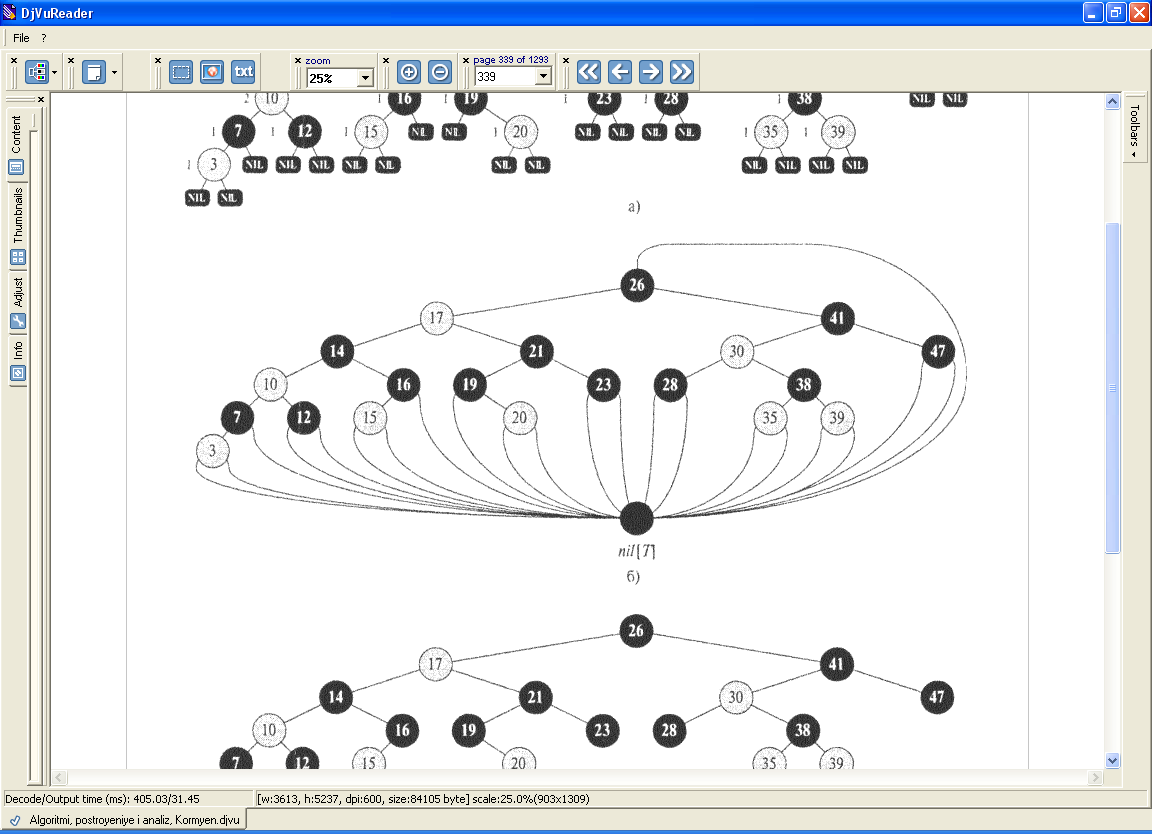 DjVuReader
File ?
zoom
page 339 of 1293
25%
txt
339
Content
Thumbnails
Adjust
Info
Toolbars
2 10 1 16 1 19 1 23 1 28 1 38 NIL NIL
1 7 1 12 1 15 NIL NIL 1 20 NIL NIL NIL NIL 1 35 1 39
1 3 NIL NIL NIL NIL NIL NIL NIL NIL NIL NIL NIL NIL
NIL NIL
а)
26
17 41
14 21 30 47
10 16 19 23 28 38
7 12 15 20 35 39
3
nil[T]
б)
26
17 41
14 21 30 47
10 16 19 23 28 38
7 12 15 20 35 39
Decode/Output time (ms): 405.03/31.45 [w:3613, h:5237, dpi:600, size:84105 byte] scale:25.0%(903x1309)
Algoritmi, postroyeniye i analiz, Kormyen.djvu